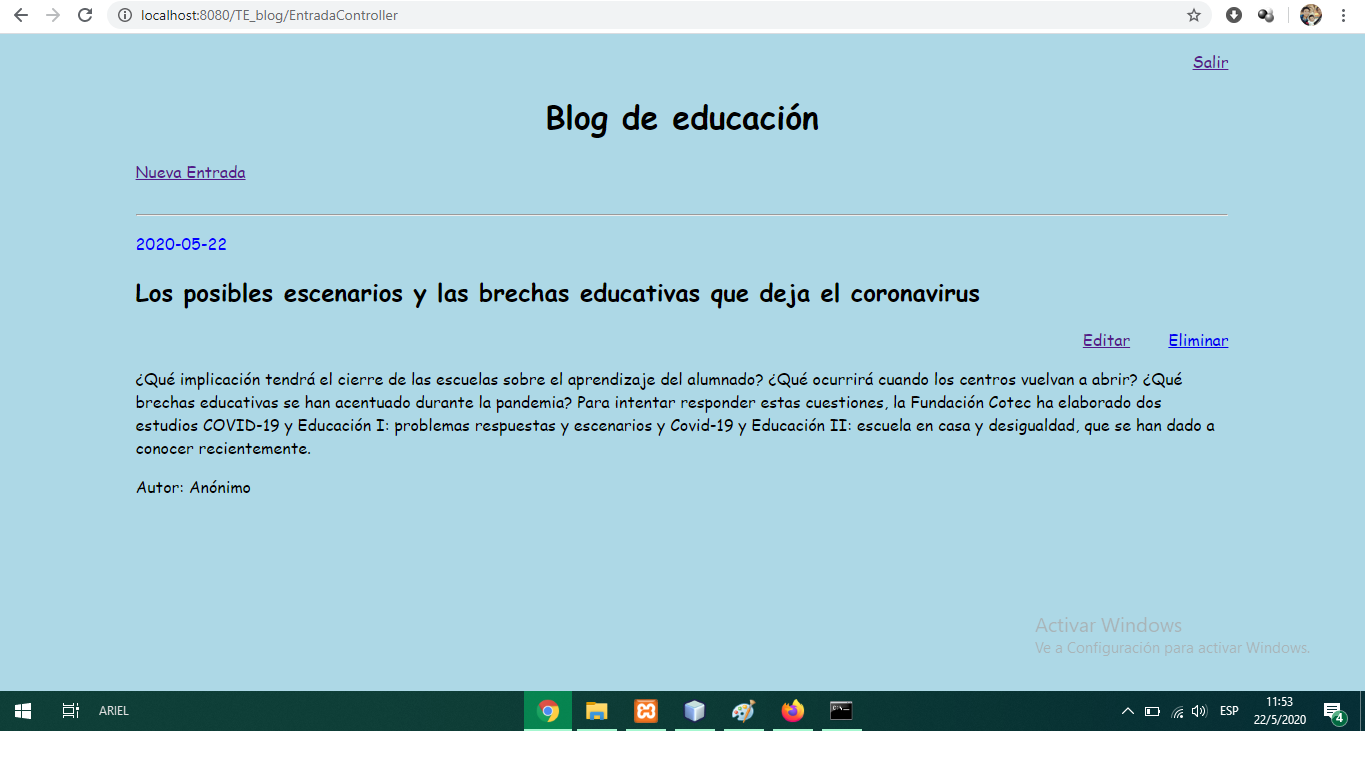 localhost:8080/TE_blog/EntradaController
Salir
Blog de educación
Nueva Entrada
2020-05-22
Los posibles escenarios y las brechas educativas que deja el coronavirus
Editar Eliminar
¿Qué implicación tendrá el cierre de las escuelas sobre el aprendizaje del alumnado? ¿Qué ocurrirá cuando los centros vuelvan a abrir? ¿Qué
brechas educativas se han acentuado durante la pandemia? Para intentar responder estas cuestiones, la Fundación Cotec ha elaborado dos
estudios COVID-19 y Educación I: problemas respuestas y escenarios y Covid-19 y Educación II: escuela en casa y desigualdad, que se han dado a
conocer recientemente.
Autor: Anónimo
Activar Windows
Ve a Configuración para activar Windows.
ARIEL
ESP
11:53
22/5/2020
4